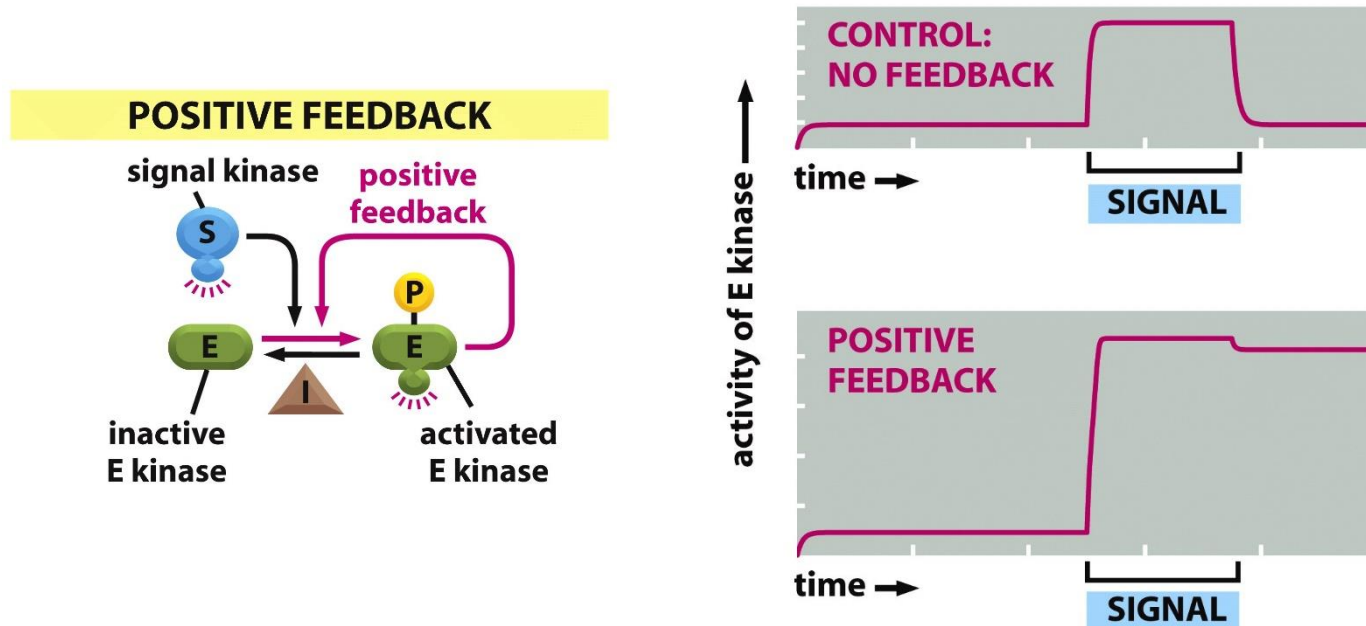 POSITIVE FEEDBACK
signal kinase
positive
feedback
S
P
E
E
I
inactive
E kinase
activated
E kinase
activity of E kinase
CONTROL:
NO FEEDBACK
time
SIGNAL
POSITIVE
FEEDBACK
time
SIGNAL